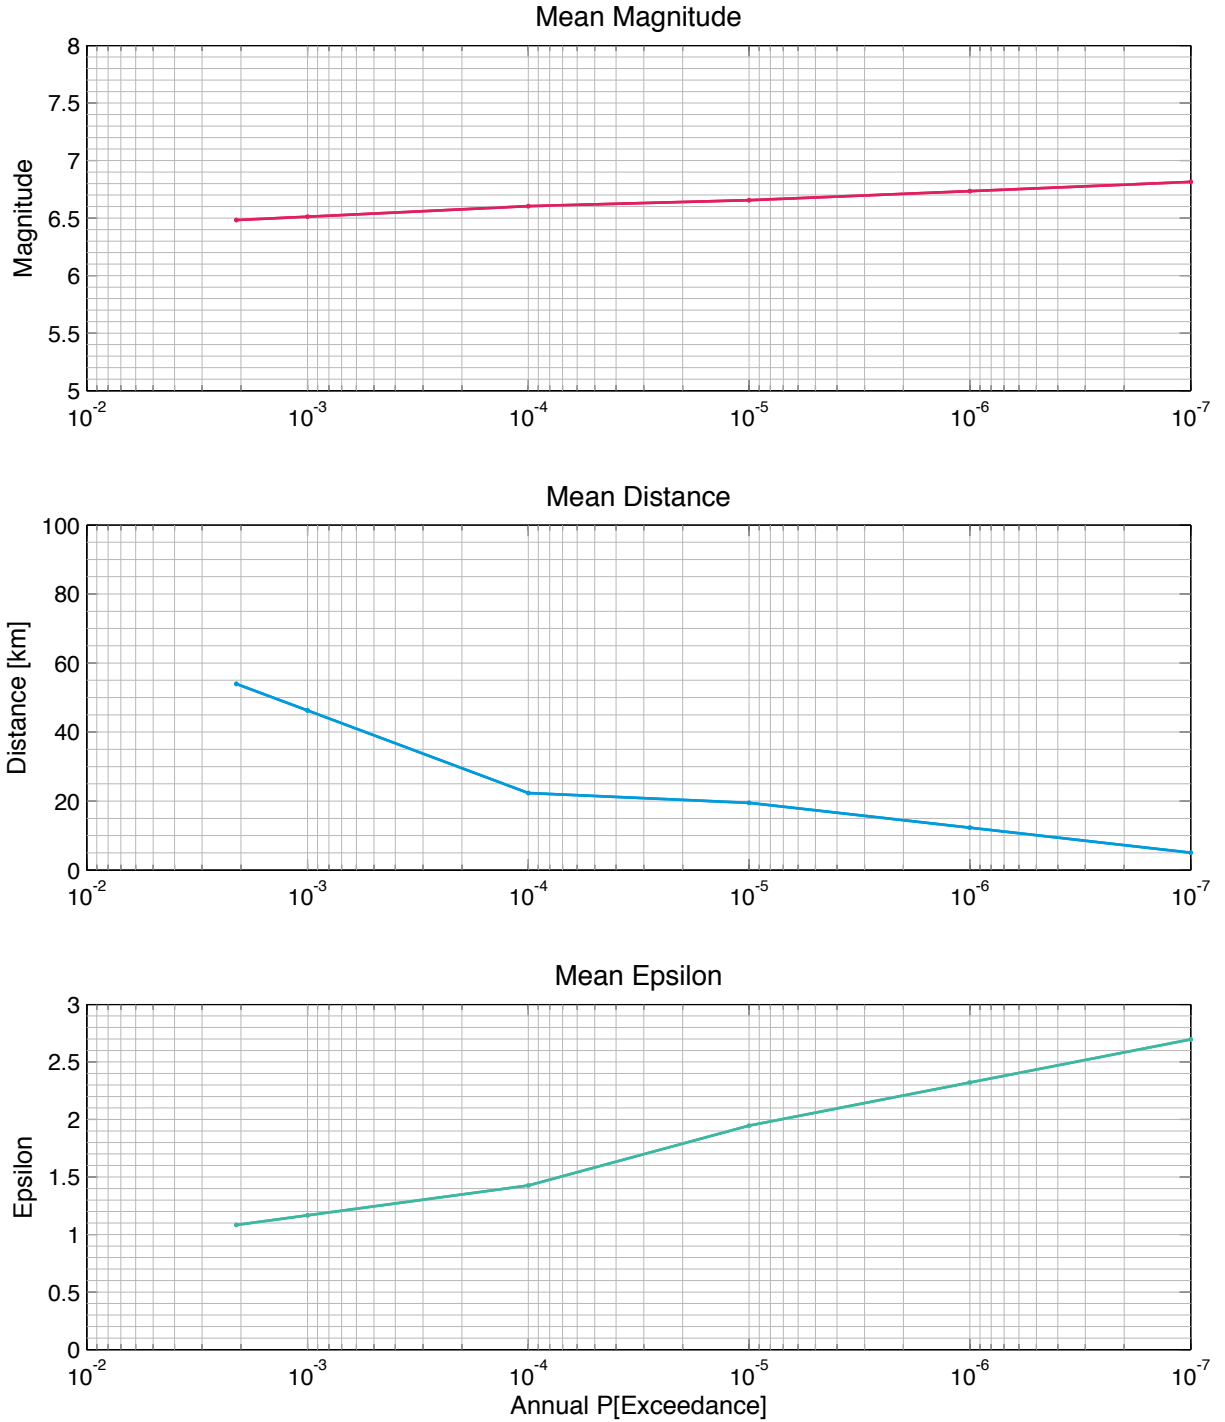 Mean Magnitude
8
7.5
7
6.5
6
5.5
5
Magnitude
10^-2 10^-3 10^-4 10^-5 10^-6 10^-7
Mean Distance
100
80
60
40
20
0
Distance [km]
10^-2 10^-3 10^-4 10^-5 10^-6 10^-7
Mean Epsilon
3
2.5
2
1.5
1
0.5
0
Epsilon
10^-2 10^-3 10^-4 10^-5 10^-6 10^-7
Annual P[Exceedance]